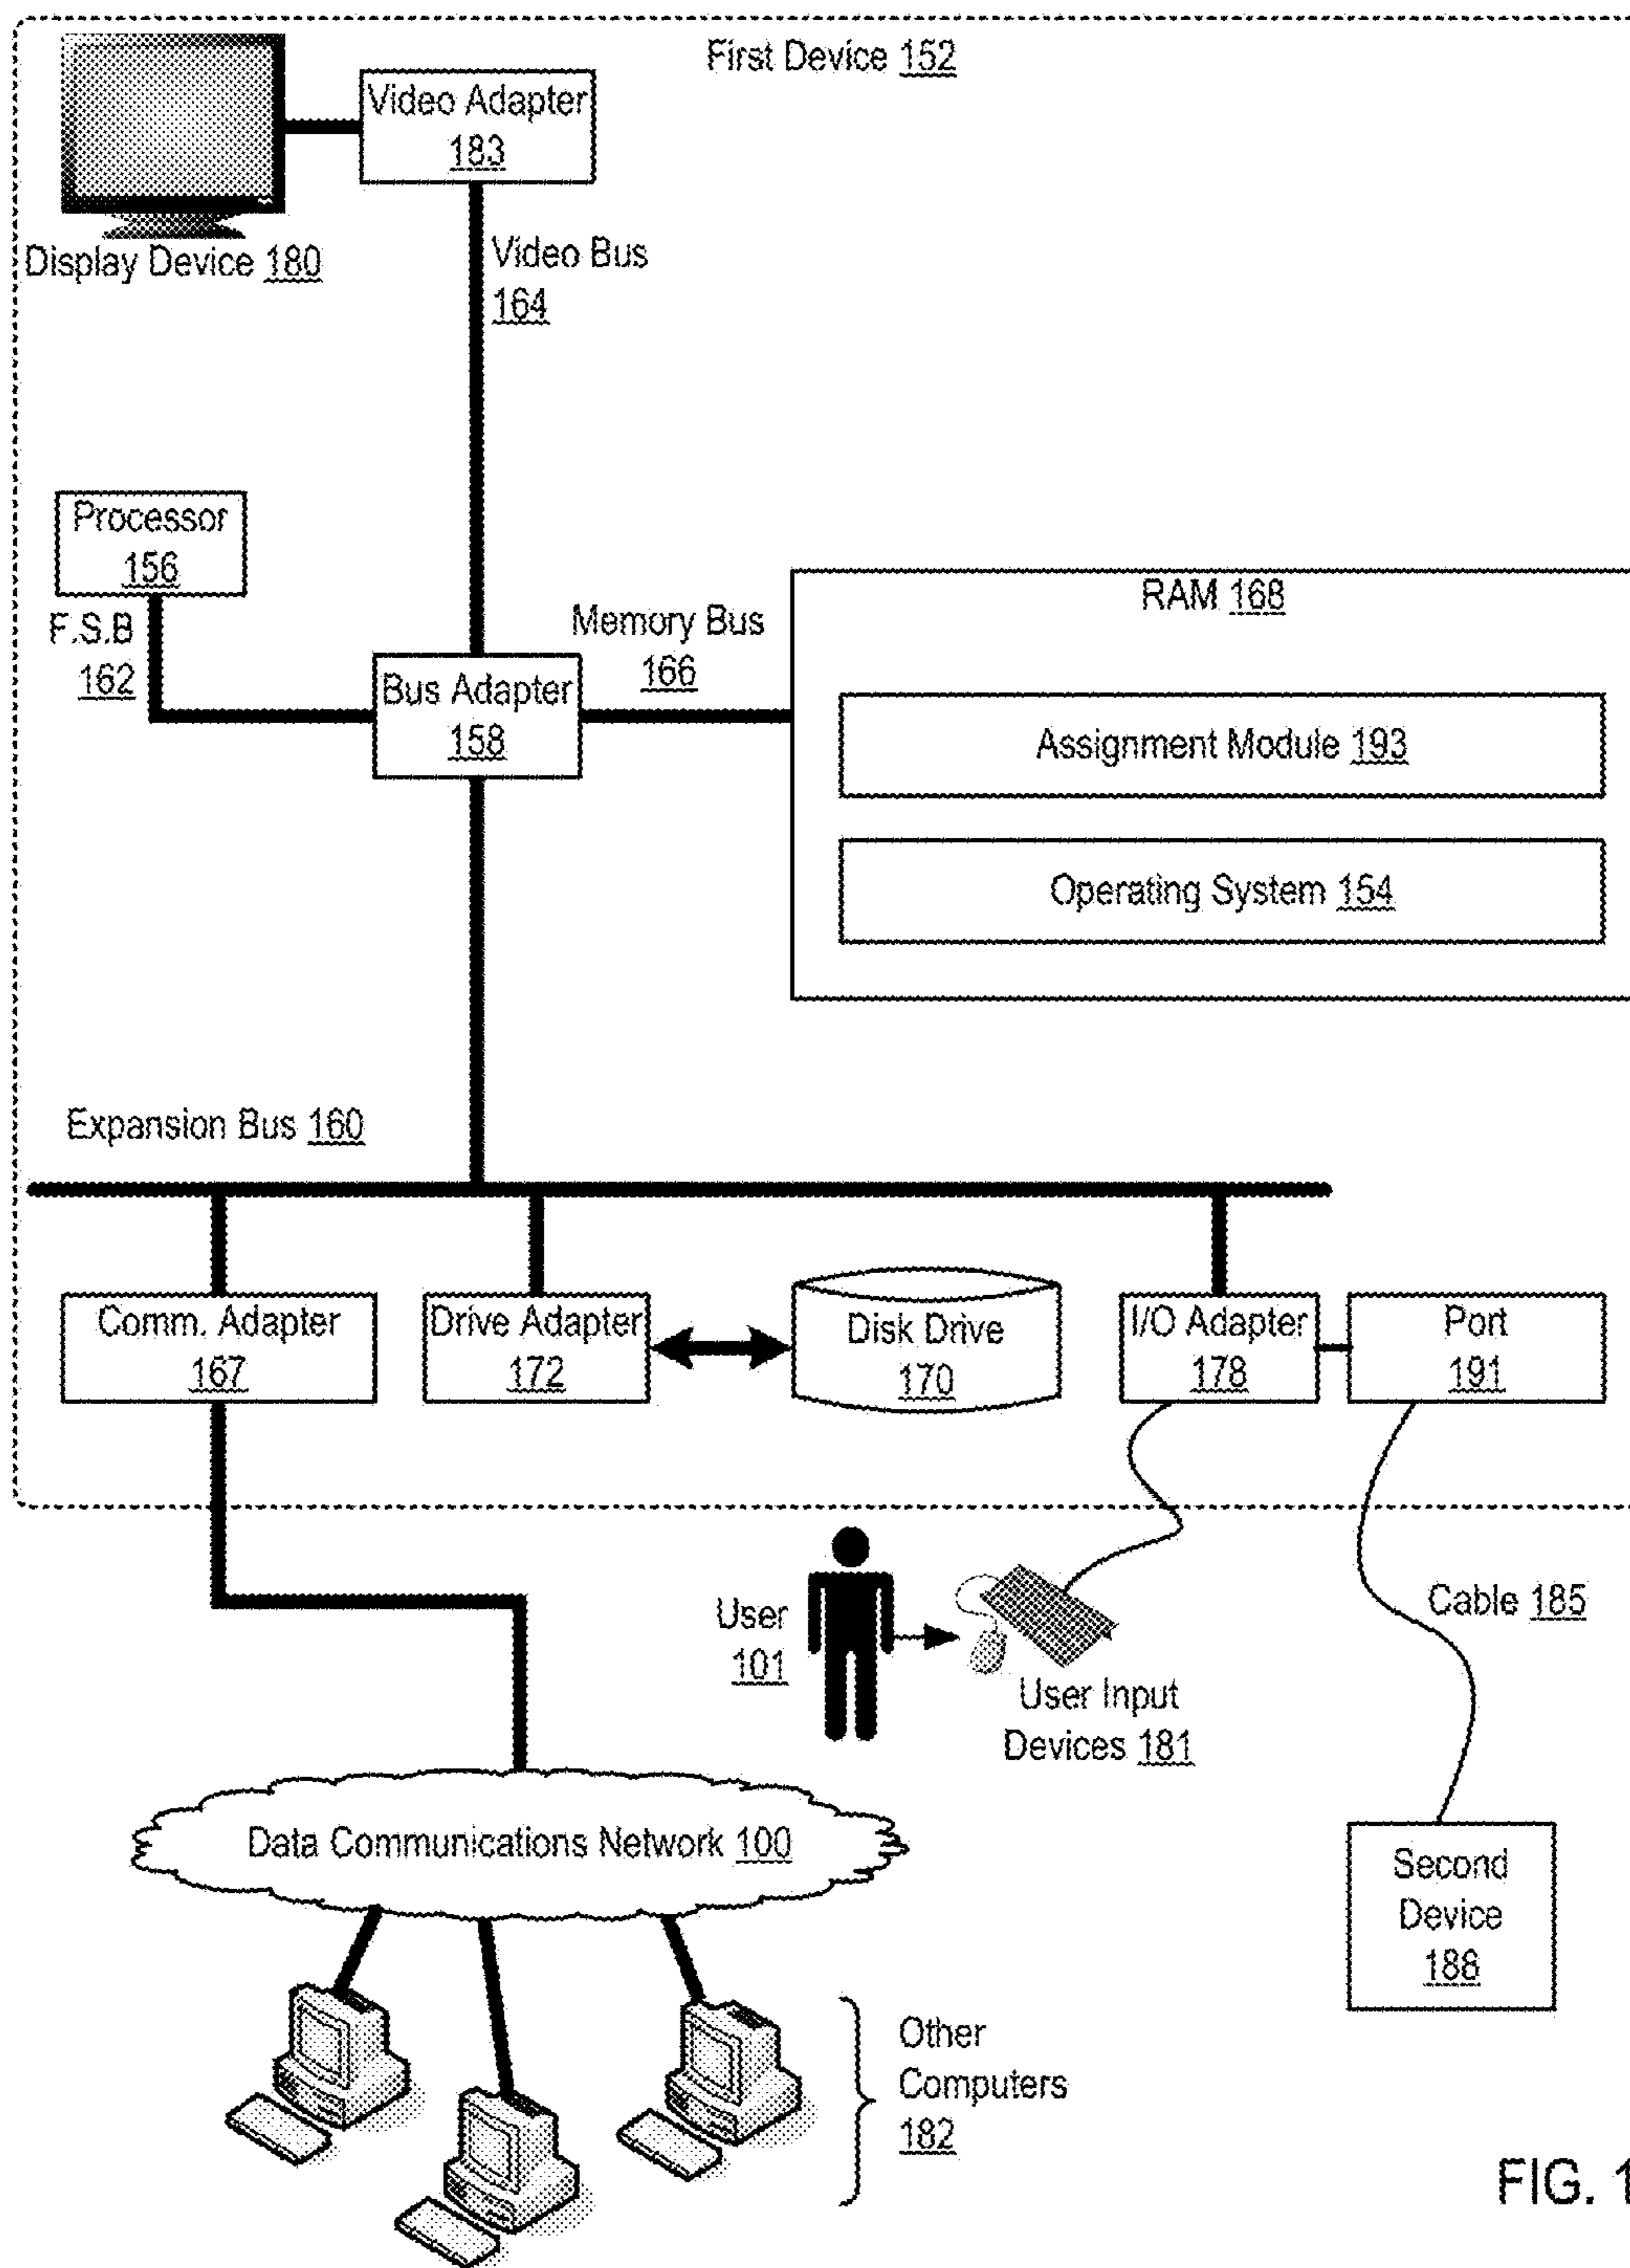 First Device 152
Video Adapter
183
Display Device 180
Video Bus
164
Processor
156
F.S.B
162
Memory Bus
166
Bus Adapter
158
RAM 168
Assignment Module 193
Operating System 154
Expansion Bus 160
Comm. Adapter
167
Drive Adapter
172
Disk Drive
170
I/O Adapter
178
Port
191
User
101
User Input
Devices 181
Cable 185
Data Communications Network 100
Second
Device
188
Other
Computers
182
FIG. 1